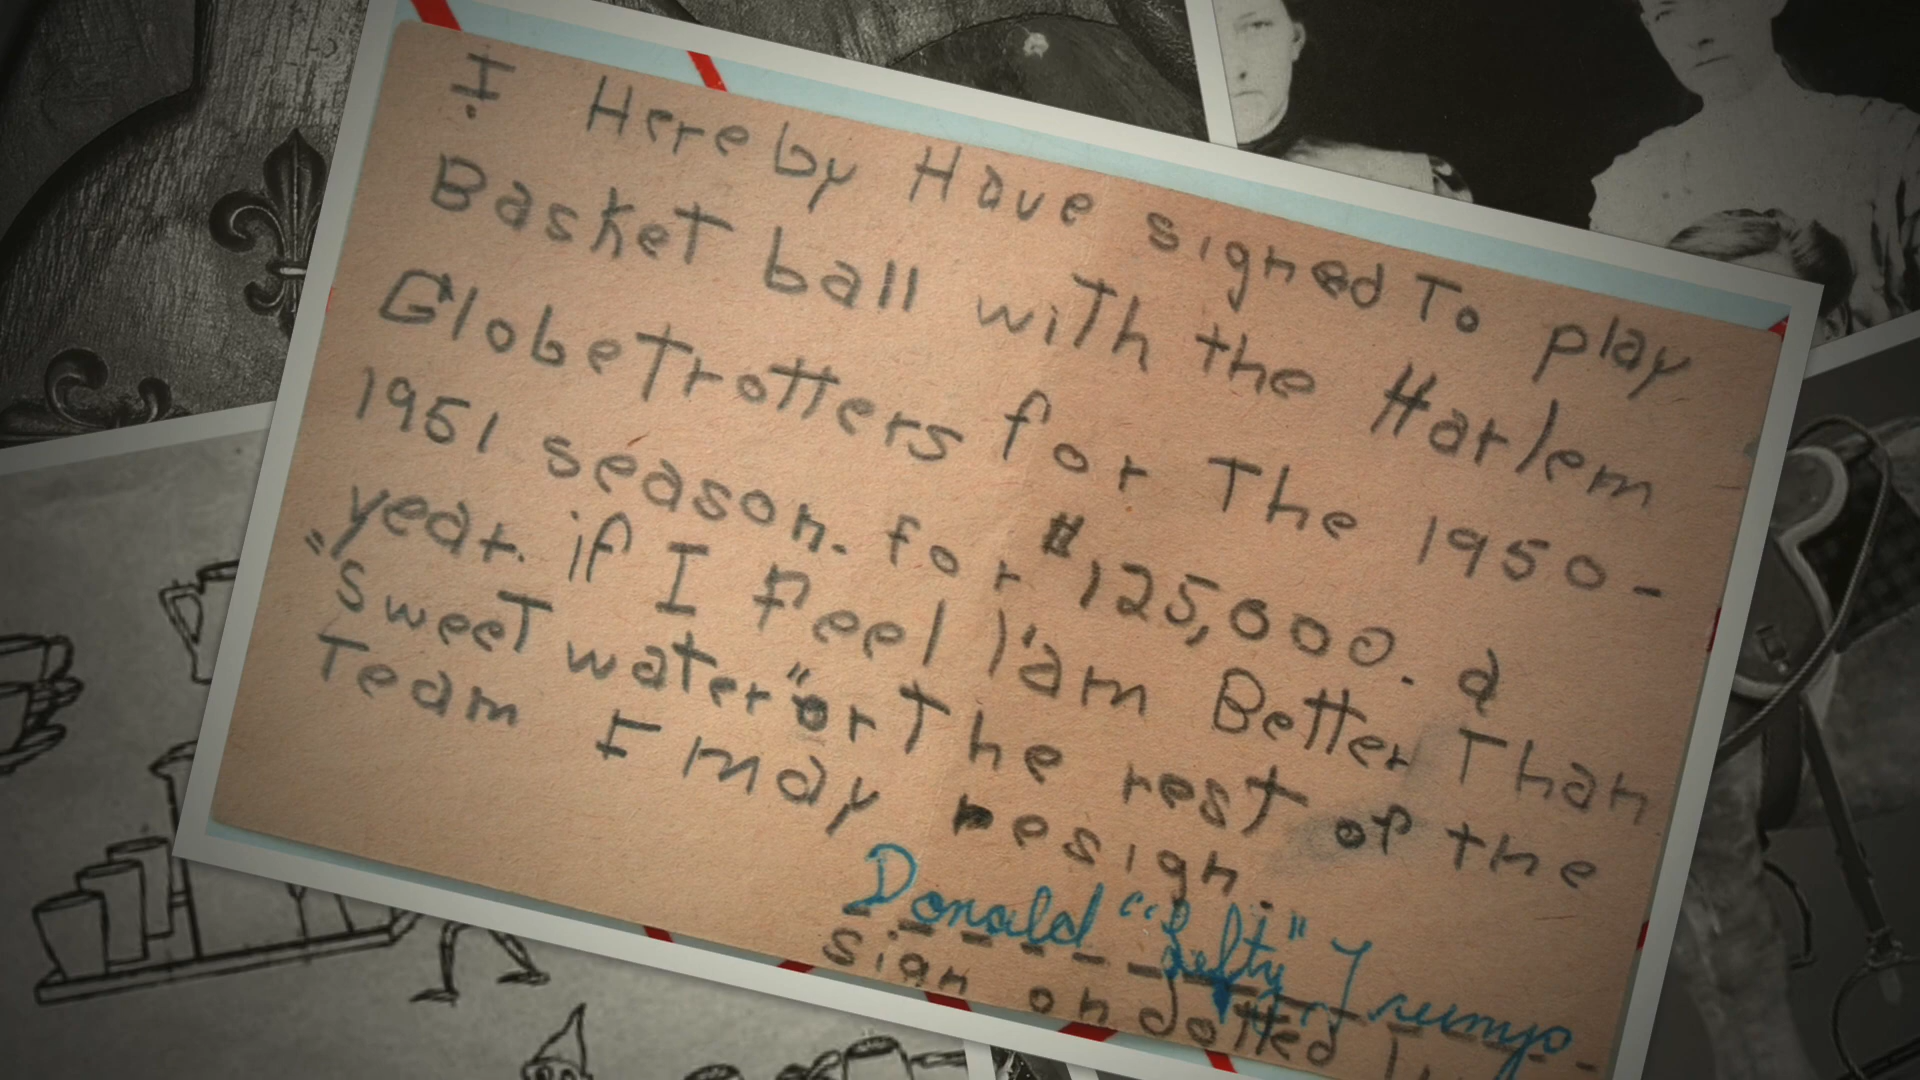 I Hereby Have signed To play
Basket ball with the Harlem
GlobeTrotters for The 1950-
1951 season. for $125,000. a
year. if I Feel I'am Better Than
"Sweet water" or The rest of the
Team I may resign.
Donald "Lefty" Trump
sign on dotted